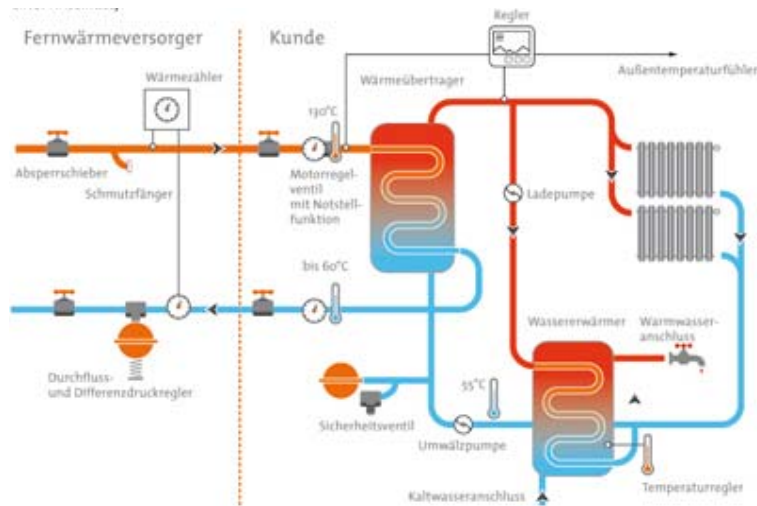 Regler
Fernwärmeversorger
Kunde
Wärmezähler
Wärmeübertrager
Außentemperaturfühler
130°C
Absperrschieber
Schmutzfänger
Motorregel-
ventil
mit Notstell-
funktion
Ladepumpe
bis 60°C
Wassererwärmer
Warmwasser-
anschluss
Durchfluss-
und Differenzdruckregler
55°C
Sicherheitsventil
Umwälzpumpe
Kaltwasseranschluss
Temperaturregler